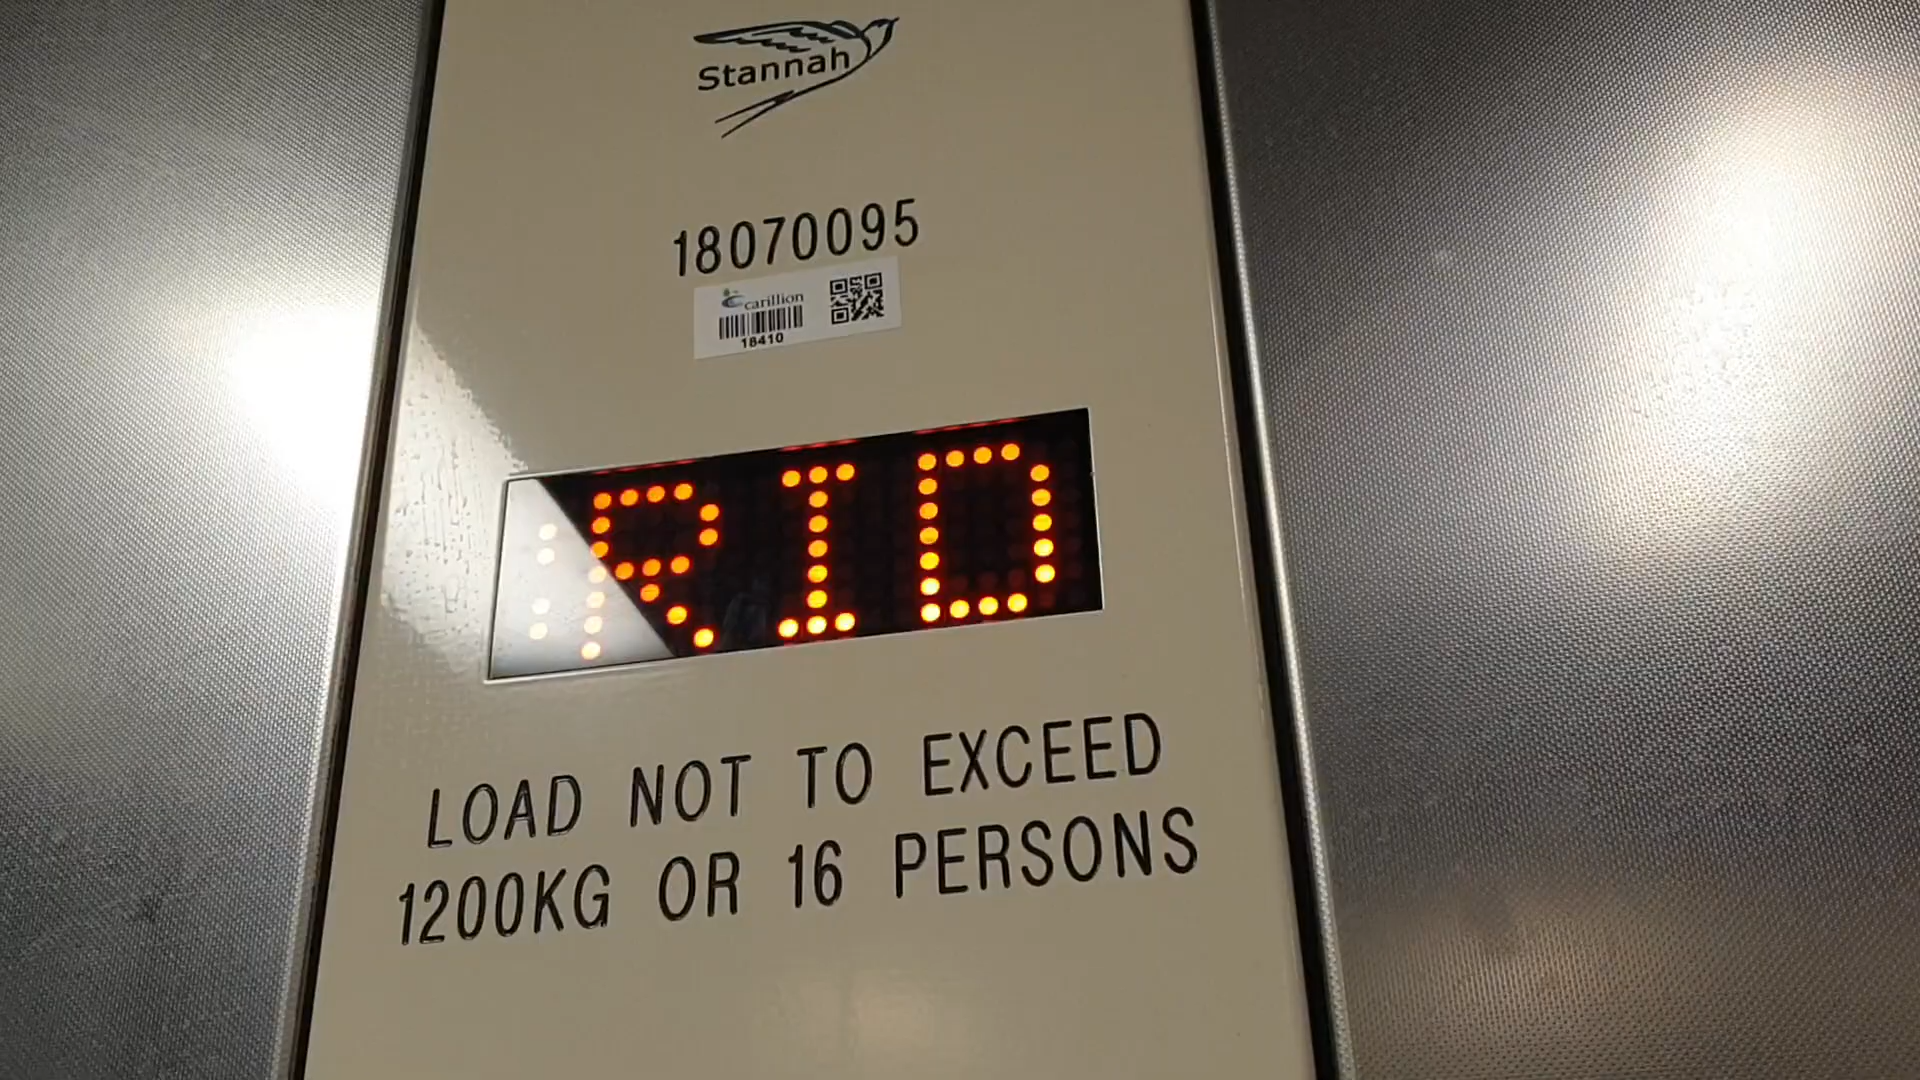 Stannah
18070095
carillion
18410
RID
LOAD NOT TO EXCEED
1200KG OR 16 PERSONS